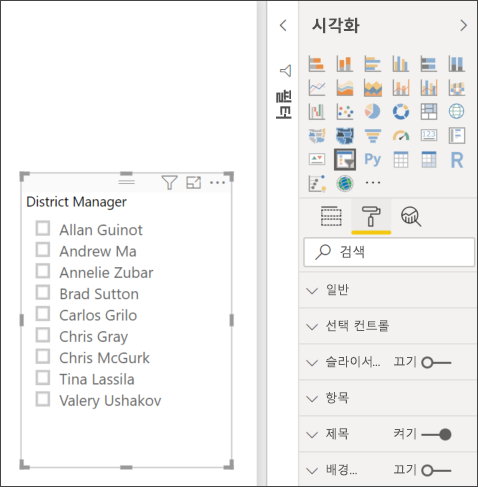 District Manager
Allan Guinot
Andrew Ma
Annelie Zubar
Brad Sutton
Carlos Grilo
Chris Gray
Chris McGurk
Tina Lassila
Valery Ushakov
필터
시각화
123
Py
R
검색
일반
선택 컨트롤
슬라이서... 끄기
항목
제목 켜기
배경... 끄기